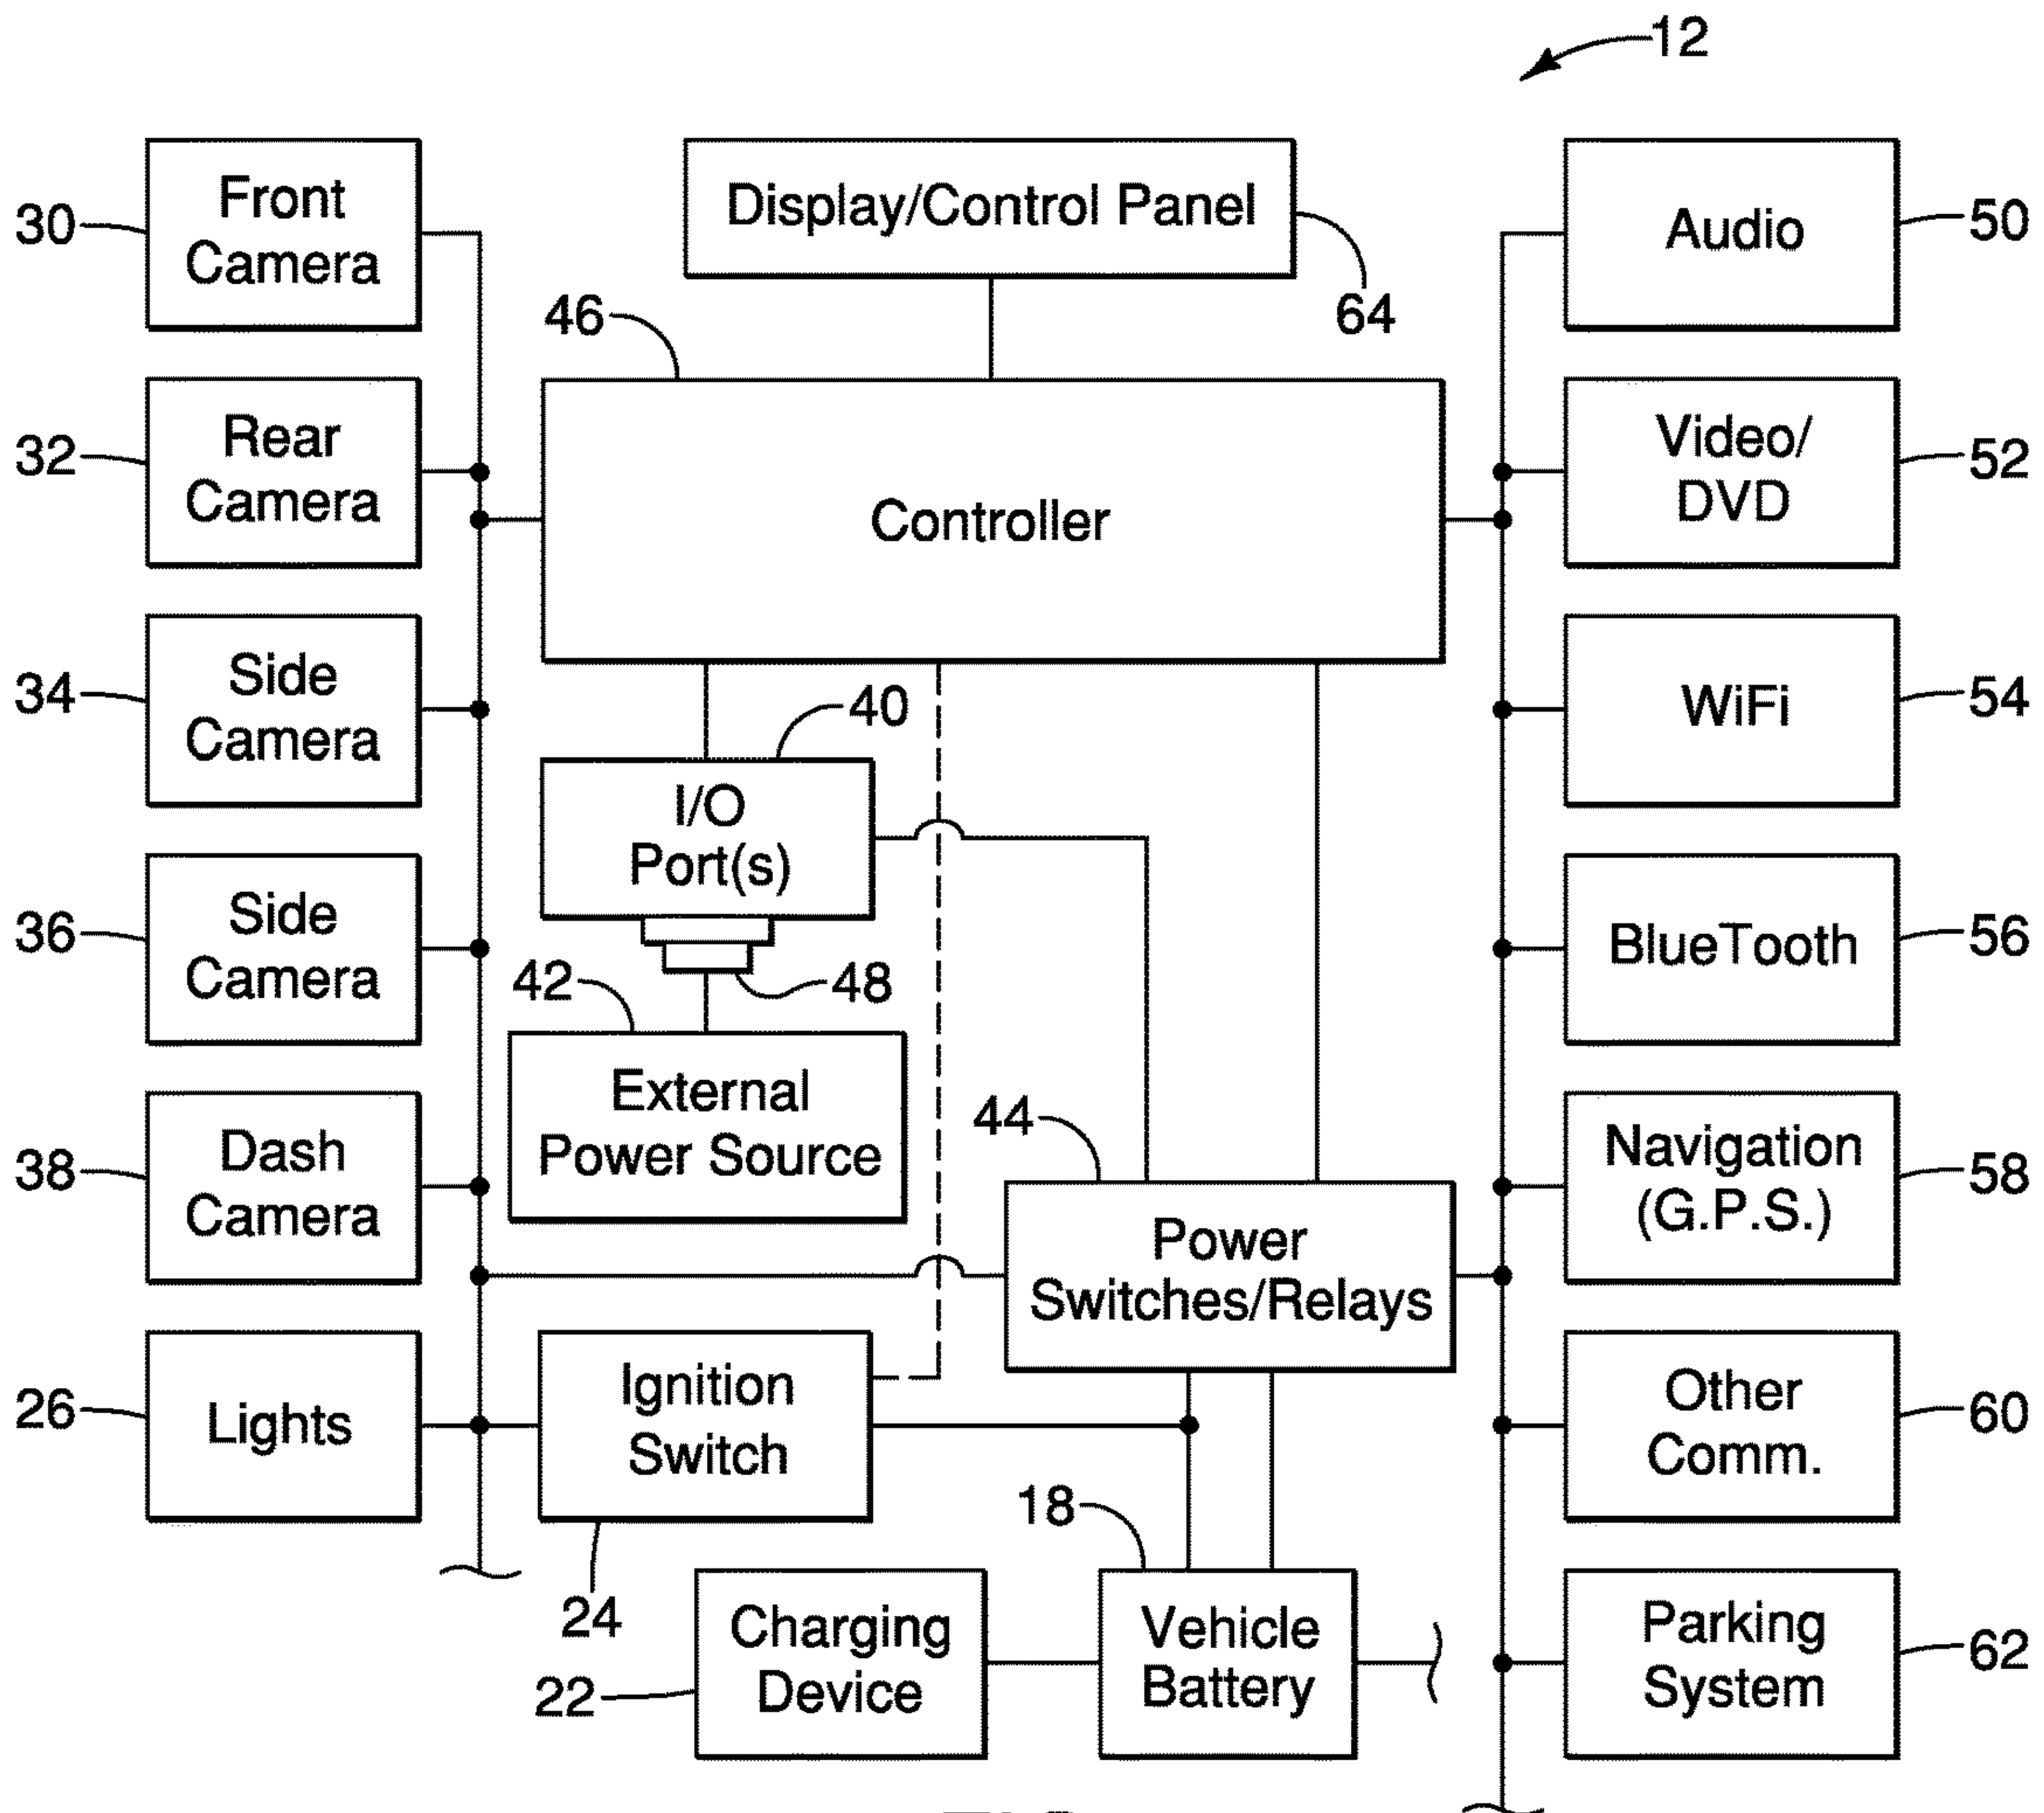 12
Front
Camera
30
Display/Control Panel
64
Audio
50
46
Rear
Camera
32
Controller
Video/
DVD
52
Side
Camera
34
WiFi
54
40
I/O
Port(s)
Side
Camera
36
BlueTooth
56
42
48
External
Power Source
Dash
Camera
38
44
Navigation
(G.P.S.)
58
Power
Switches/Relays
Lights
26
Ignition
Switch
24
Other
Comm.
60
18
Charging
Device
22
Vehicle
Battery
Parking
System
62